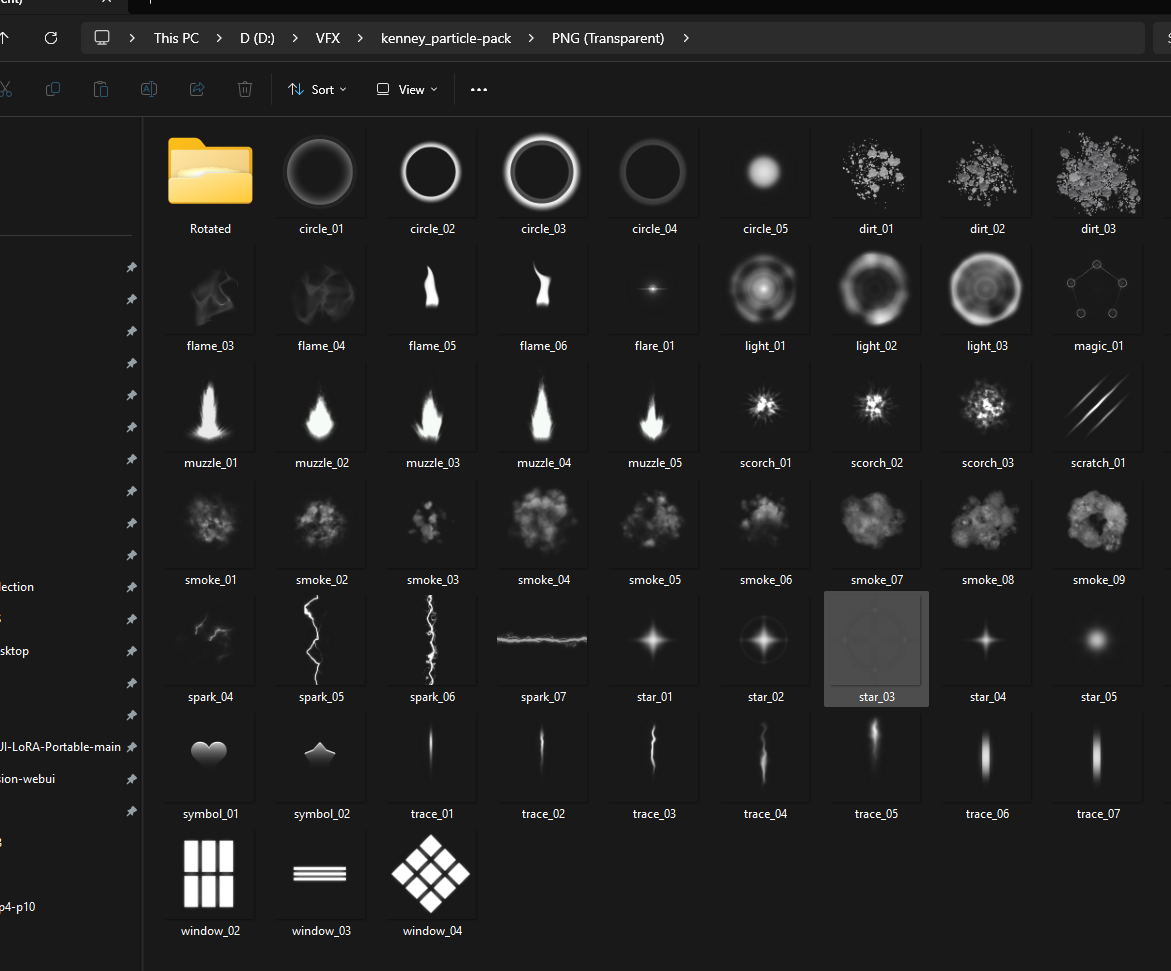 This PC
D (D:)
VFX
kenney_particle-pack
PNG (Transparent)
Sort
View
Rotated
circle_01
circle_02
circle_03
circle_04
circle_05
dirt_01
dirt_02
dirt_03
flame_03
flame_04
flame_05
flame_06
flare_01
light_01
light_02
light_03
magic_01
muzzle_01
muzzle_02
muzzle_03
muzzle_04
muzzle_05
scorch_01
scorch_02
scorch_03
scratch_01
smoke_01
smoke_02
smoke_03
smoke_04
smoke_05
smoke_06
smoke_07
smoke_08
smoke_09
lection
sktop
spark_04
spark_05
spark_06
spark_07
star_01
star_02
star_03
star_04
star_05
UI-LoRA-Portable-main
sion-webui
symbol_01
symbol_02
trace_01
trace_02
trace_03
trace_04
trace_05
trace_06
trace_07
p4-p10
window_02
window_03
window_04